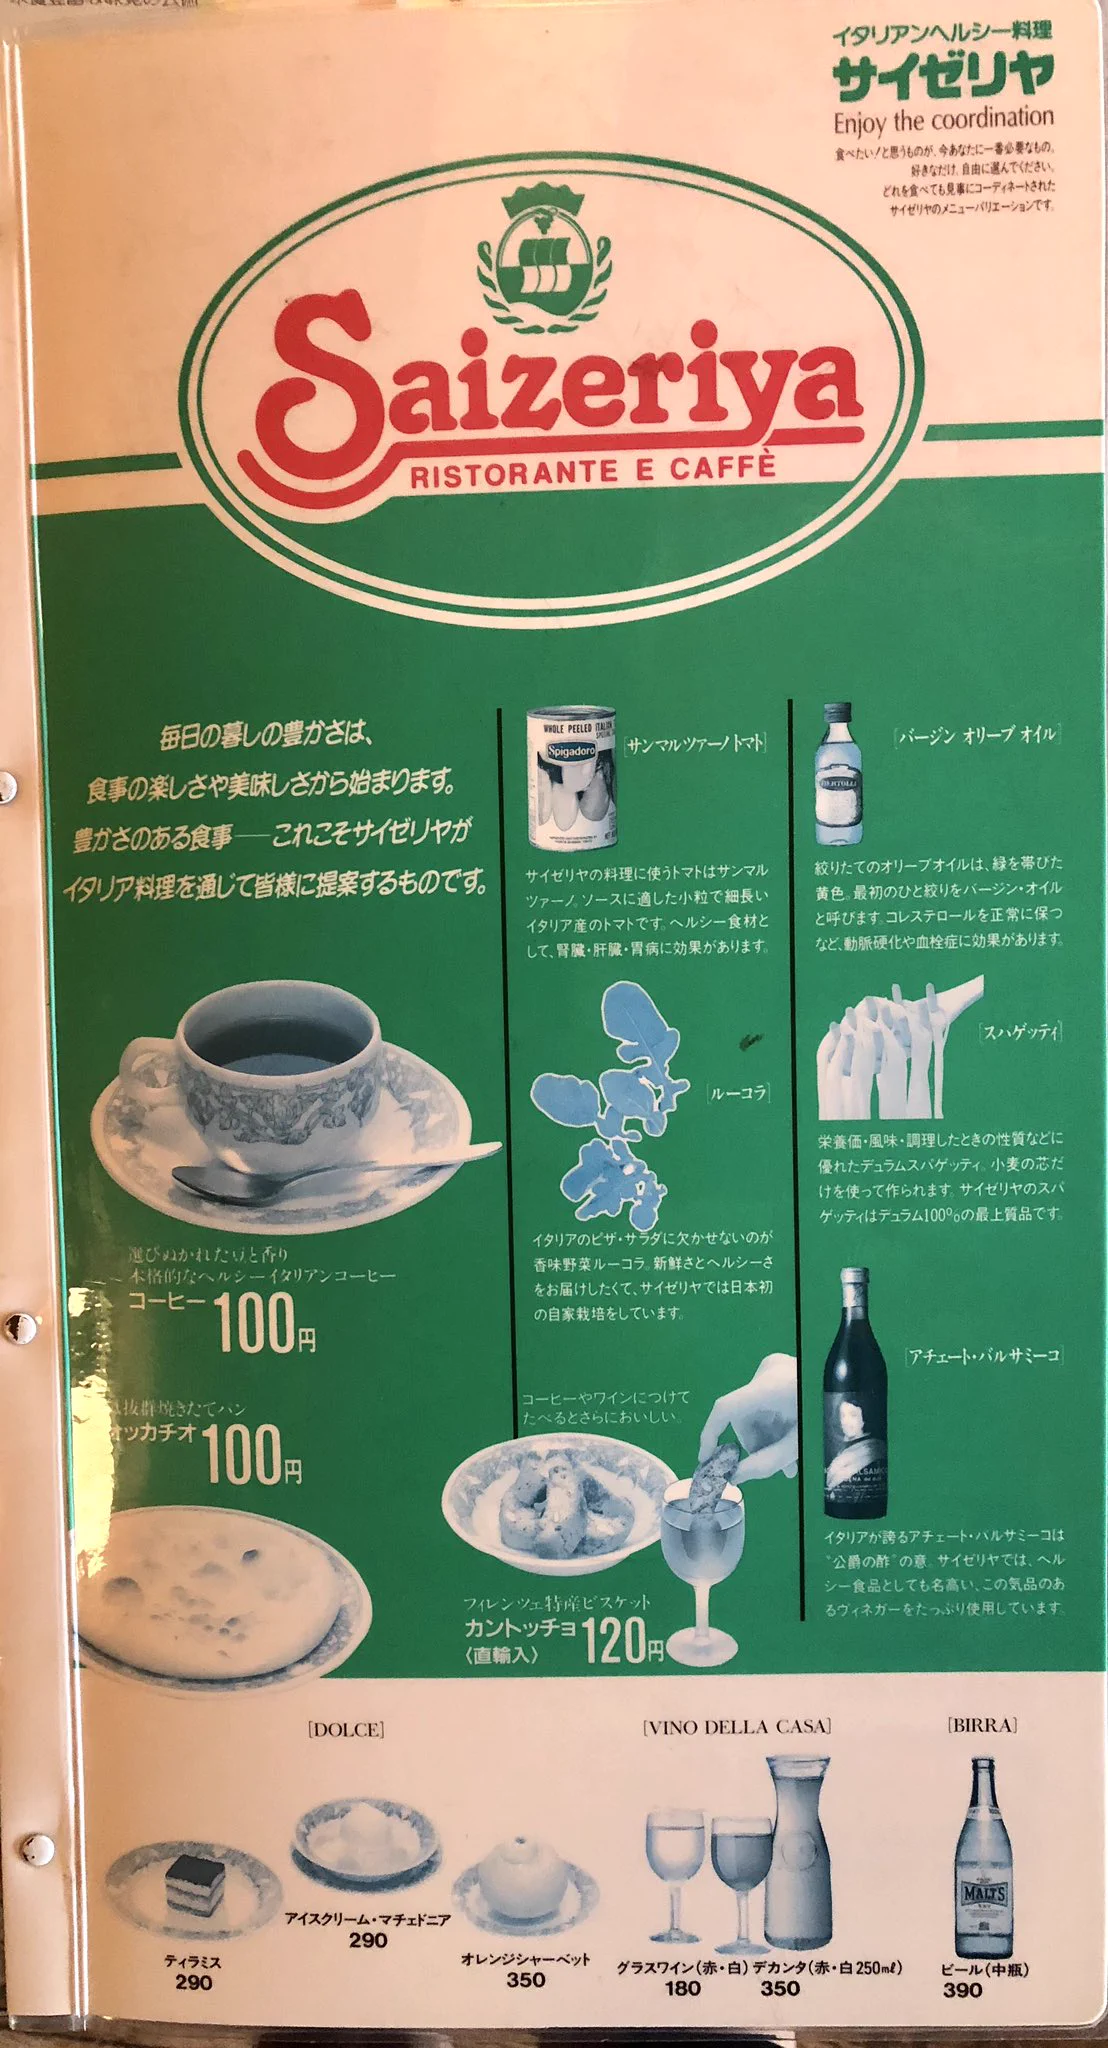 イタリアンヘルシー料理
サイゼリヤ
Enjoy the coordination
食べたい!と思うものが、今あなたに一番必要なもの。
好きなだけ、自由に選んでください。
どれを食べても見事にコーディネートされた
サイゼリヤのメニューバリエーションです。
Saizeriya
RISTORANTE E CAFFÈ
毎日の暮しの豊かさは、
食事の楽しさや美味しさから始まります。
豊かさのある食事──これこそサイゼリヤが
イタリア料理を通じて皆様に提案するものです。
選びぬかれた豆と香り
本格的なヘルシーイタリアンコーヒー
コーヒー 100円
抜群焼きたてパン
ッカチオ 100円
WHOLE PEELED ITALIAN
Spigadoro
[サンマルツァーノトマト]
サイゼリヤの料理に使うトマトはサンマル
ツァーノ。ソースに適した小粒で細長い
イタリア産のトマトです。ヘルシー食材と
して、腎臓・肝臓・胃病に効果があります。
[ルーコラ]
イタリアのピザ・サラダに欠かせないのが
香味野菜ルーコラ。新鮮さとヘルシーさ
をお届けしたくて、サイゼリヤでは日本初
の自家栽培をしています。
コーヒーやワインにつけて
たべるとさらにおいしい。
フィレンツェ特産ビスケット
カントッチョ 120円
〈直輸入〉
[バージン オリーブ オイル]
BERTOLLI
絞りたてのオリーブオイルは、緑を帯びた
黄色。最初のひと絞りをバージン・オイル
と呼びます。コレステロールを正常に保つ
など、動脈硬化や血栓症に効果があります。
[スパゲッティ]
栄養価・風味・調理したときの性質などに
優れたデュラムスパゲッティ。小麦の芯だ
けを使って作られます。サイゼリヤのスパ
ゲッティはデュラム100%の最上質品です。
[アチェート・バルサミーコ]
イタリアが誇るアチェート・バルサミーコは
"公爵の酢"の意。サイゼリヤでは、ヘル
シー食品としても名高い、この気品のあ
るヴィネガーをたっぷり使用しています。
[DOLCE]
ティラミス
290
アイスクリーム・マチェドニア
290
オレンジシャーベット
350
[VINO DELLA CASA]
グラスワイン(赤・白)
180
デカンタ(赤・白250mℓ)
350
[BIRRA]
MALT'S
ビール(中瓶)
390